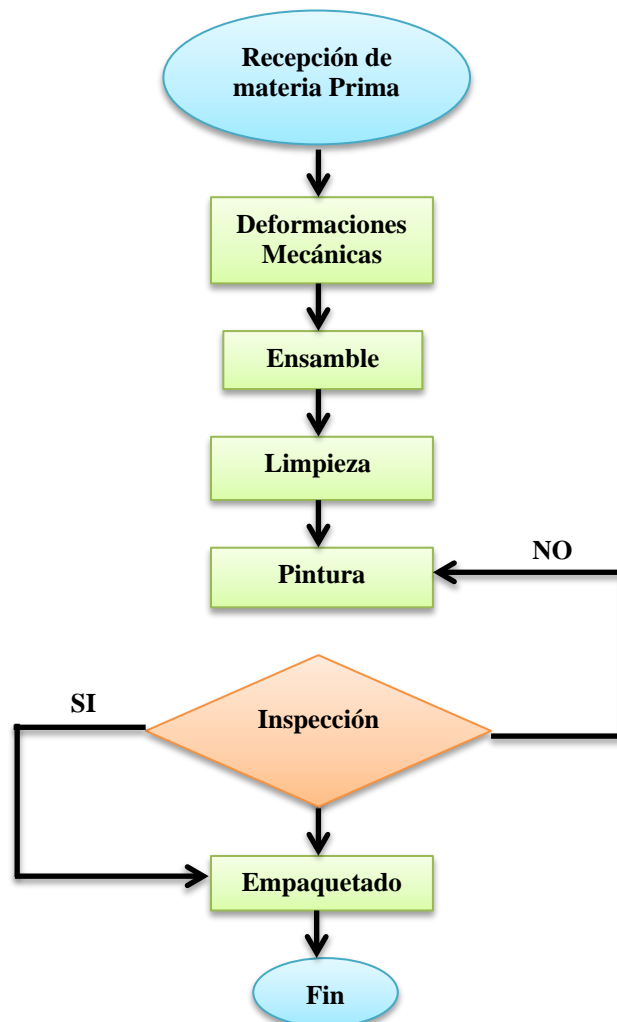 Recepción de
materia Prima
Deformaciones
Mecánicas
Ensamble
Limpieza
Pintura
NO
SI
Inspección
Empaquetado
Fin